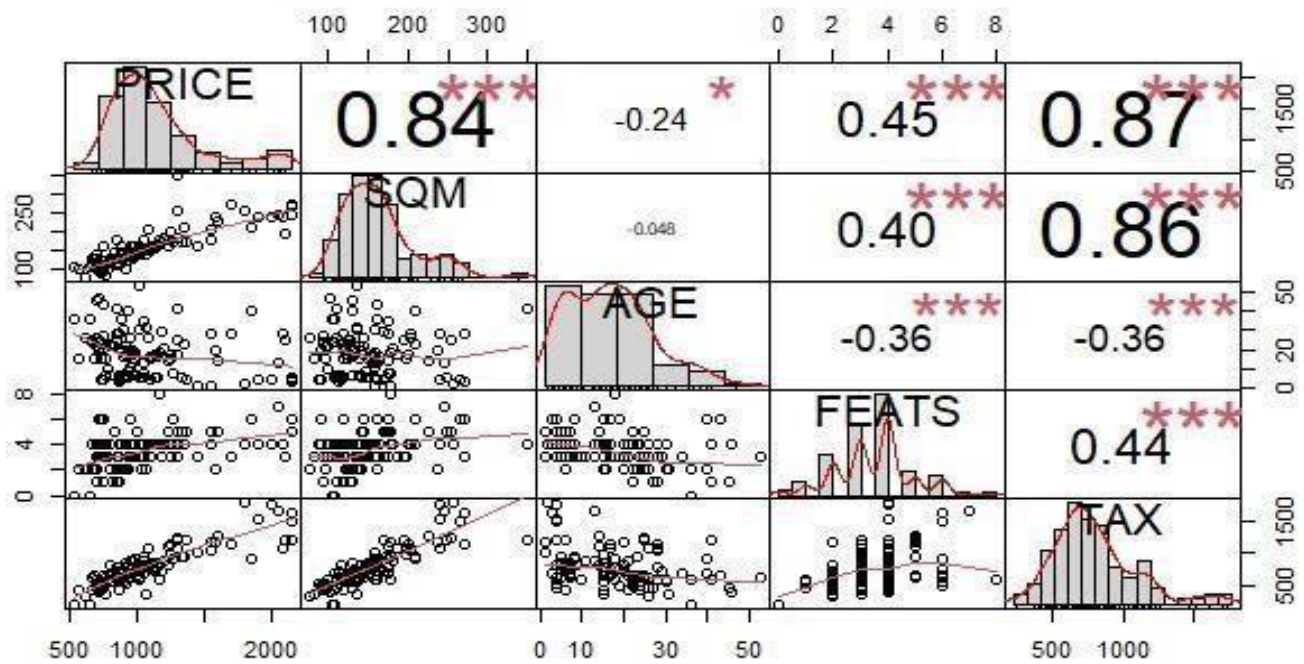 100 200 300 0 2 4 6 8
PRICE 0.84 *** -0.24 * 0.45 *** 0.87 *** 500 1500
100 250 SQM -0.048 0.40 *** 0.86 ***
AGE -0.36 *** -0.36 *** 0 20 50
0 4 8 FEATS 0.44 ***
TAX 500 1500
500 1000 2000 0 10 30 50 500 1000